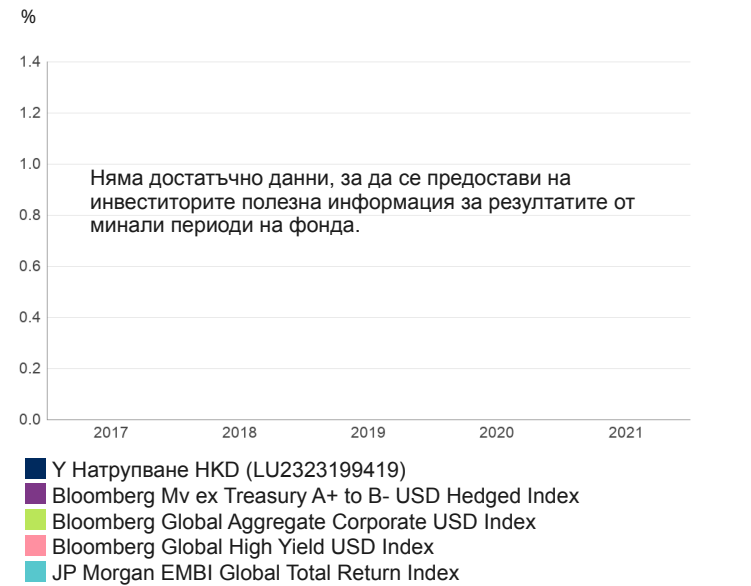 %
1.4
1.2
1.0
Няма достатъчно данни, за да се предостави на
инвеститорите полезна информация за резултатите от
0.8
минали периоди на фонда.
0.6
0.4
0.2
0.0
2017 2018 2019 2020 2021
Y Натрупване HKD (LU2323199419)
Bloomberg Mv ex Treasury A+ to B- USD Hedged Index
Bloomberg Global Aggregate Corporate USD Index
Bloomberg Global High Yield USD Index
JP Morgan EMBI Global Total Return Index